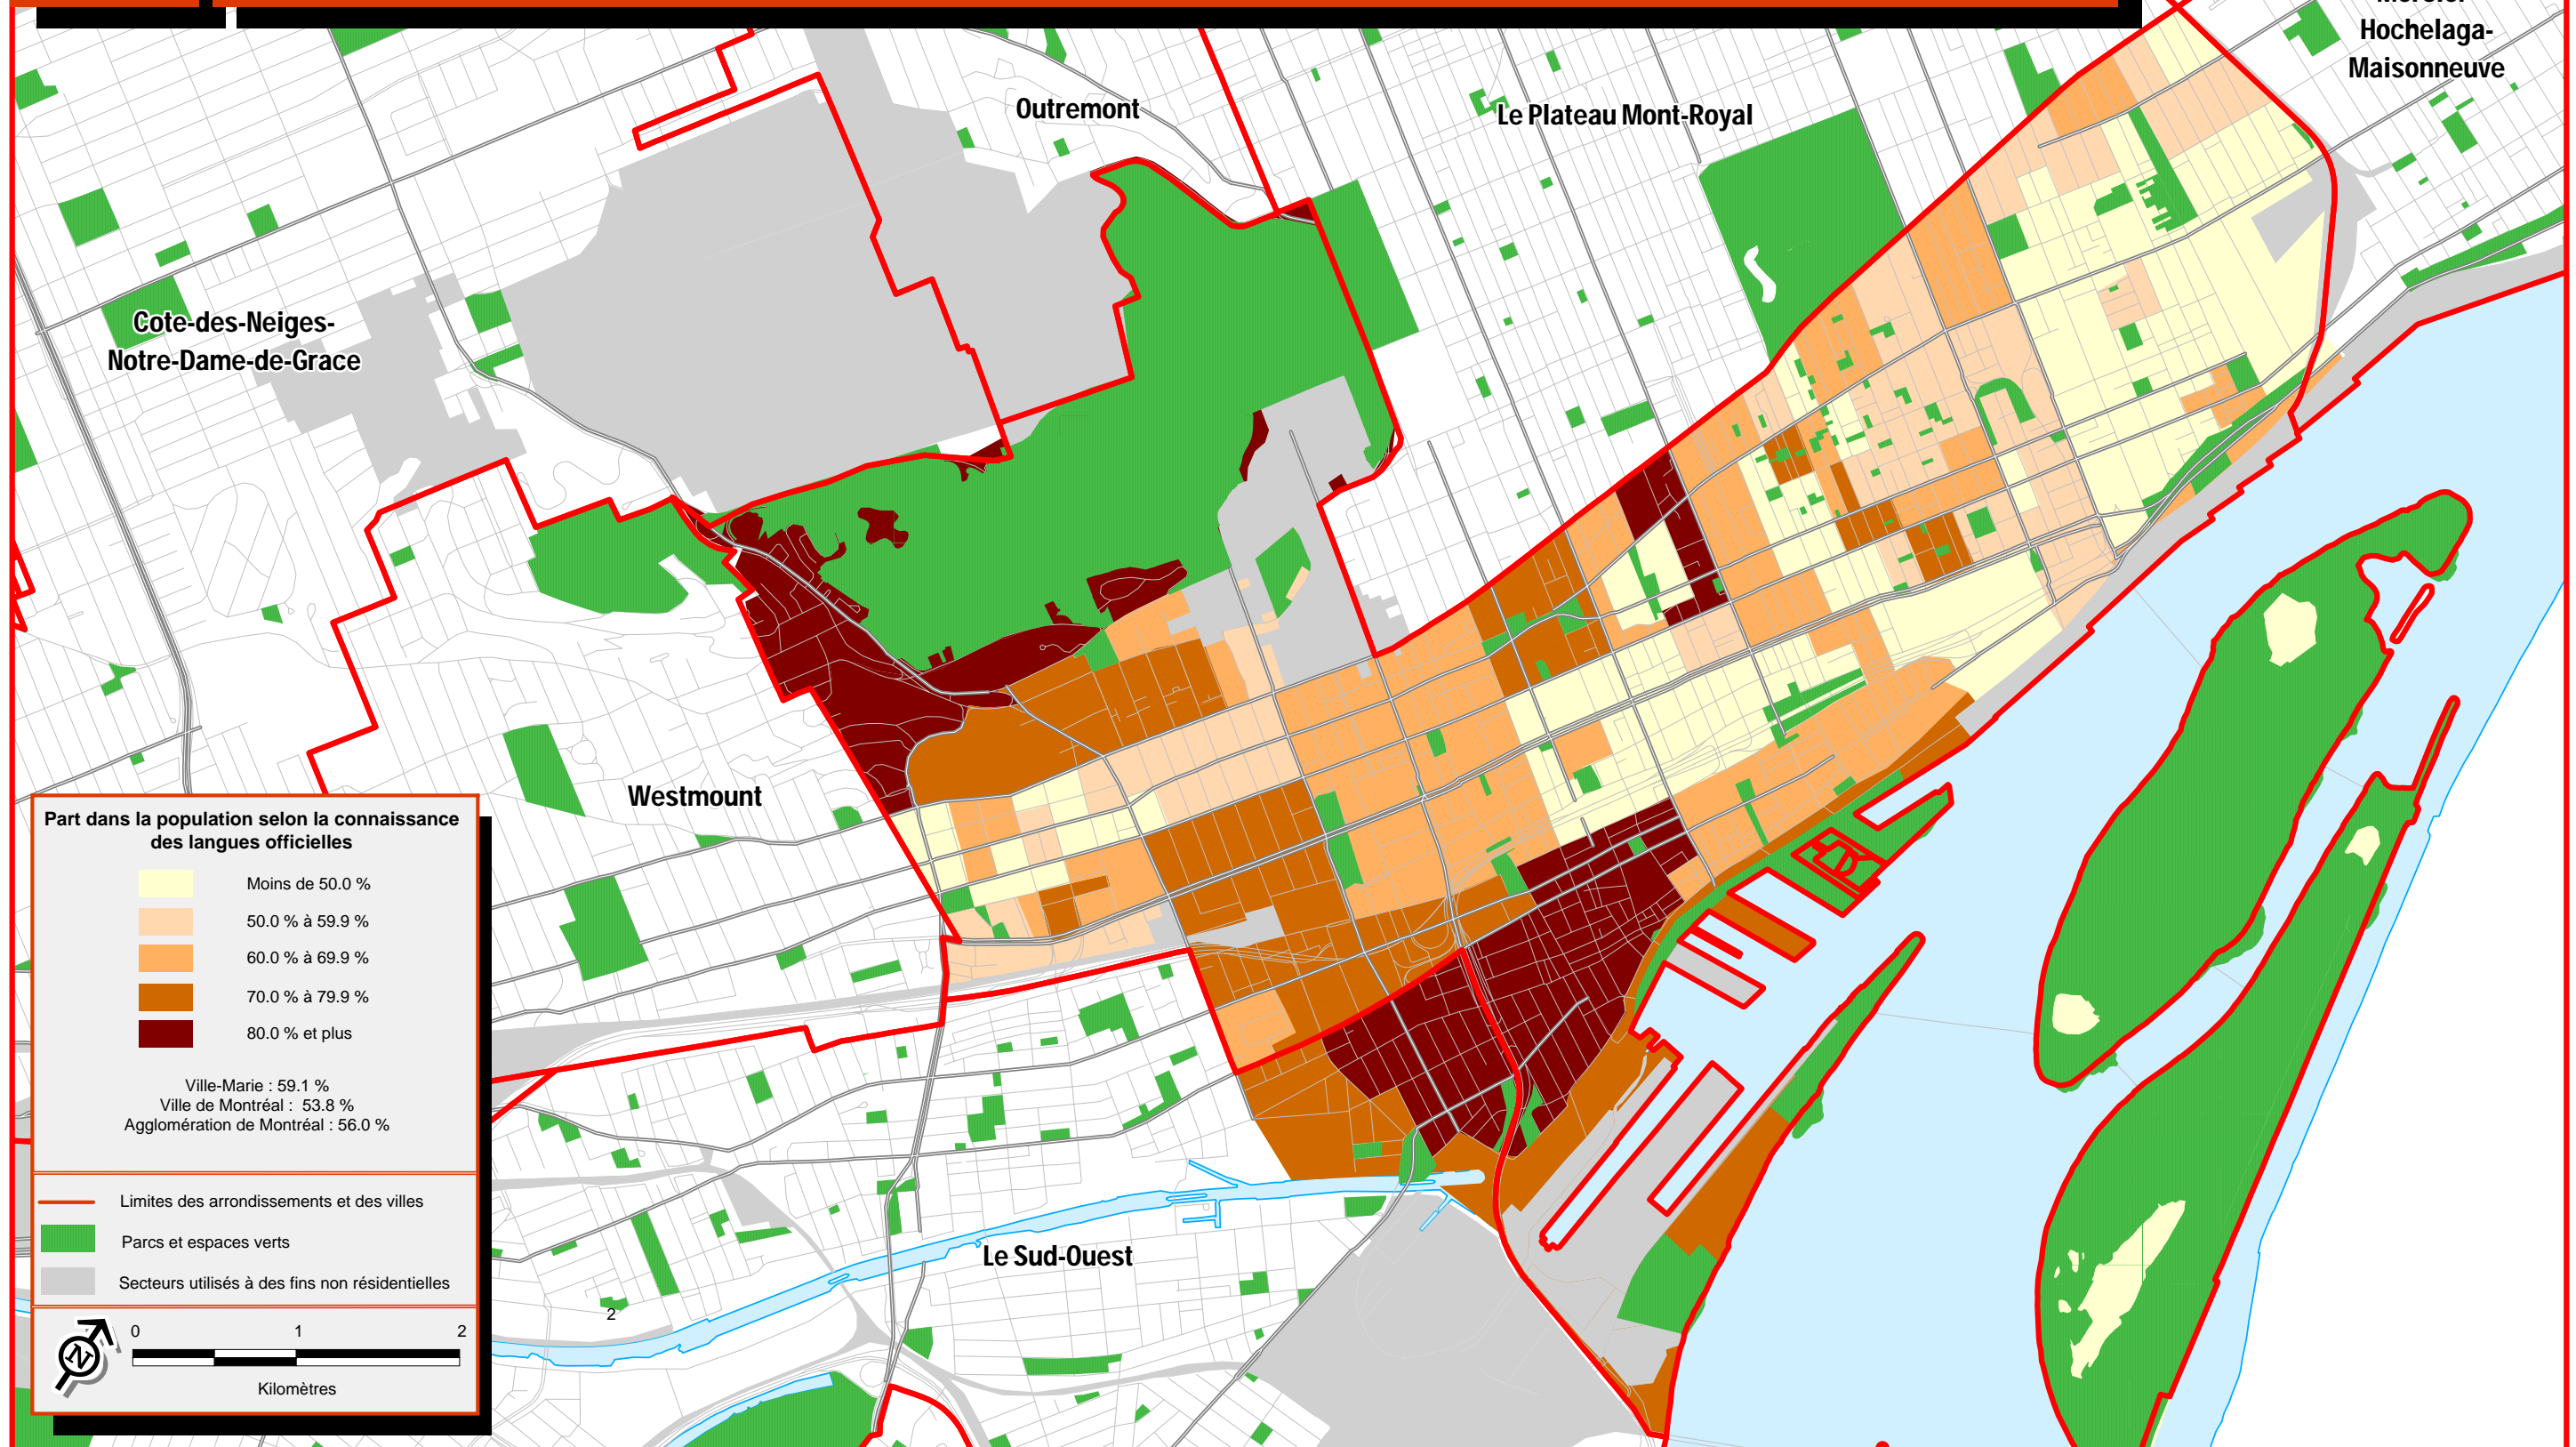 Hochelaga-
Maisonneuve
Outremont
Le Plateau Mont-Royal
Cote-des-Neiges-
Notre-Dame-de-Grace
Westmount
Le Sud-Ouest
2
Part dans la population selon la connaissance
des langues officielles
Moins de 50.0 %
50.0 % à 59.9 %
60.0 % à 69.9 %
70.0 % à 79.9 %
80.0 % et plus
Ville-Marie : 59.1 %
Ville de Montréal : 53.8 %
Agglomération de Montréal : 56.0 %
Limites des arrondissements et des villes
Parcs et espaces verts
Secteurs utilisés à des fins non résidentielles
N
0 1 2
Kilomètres